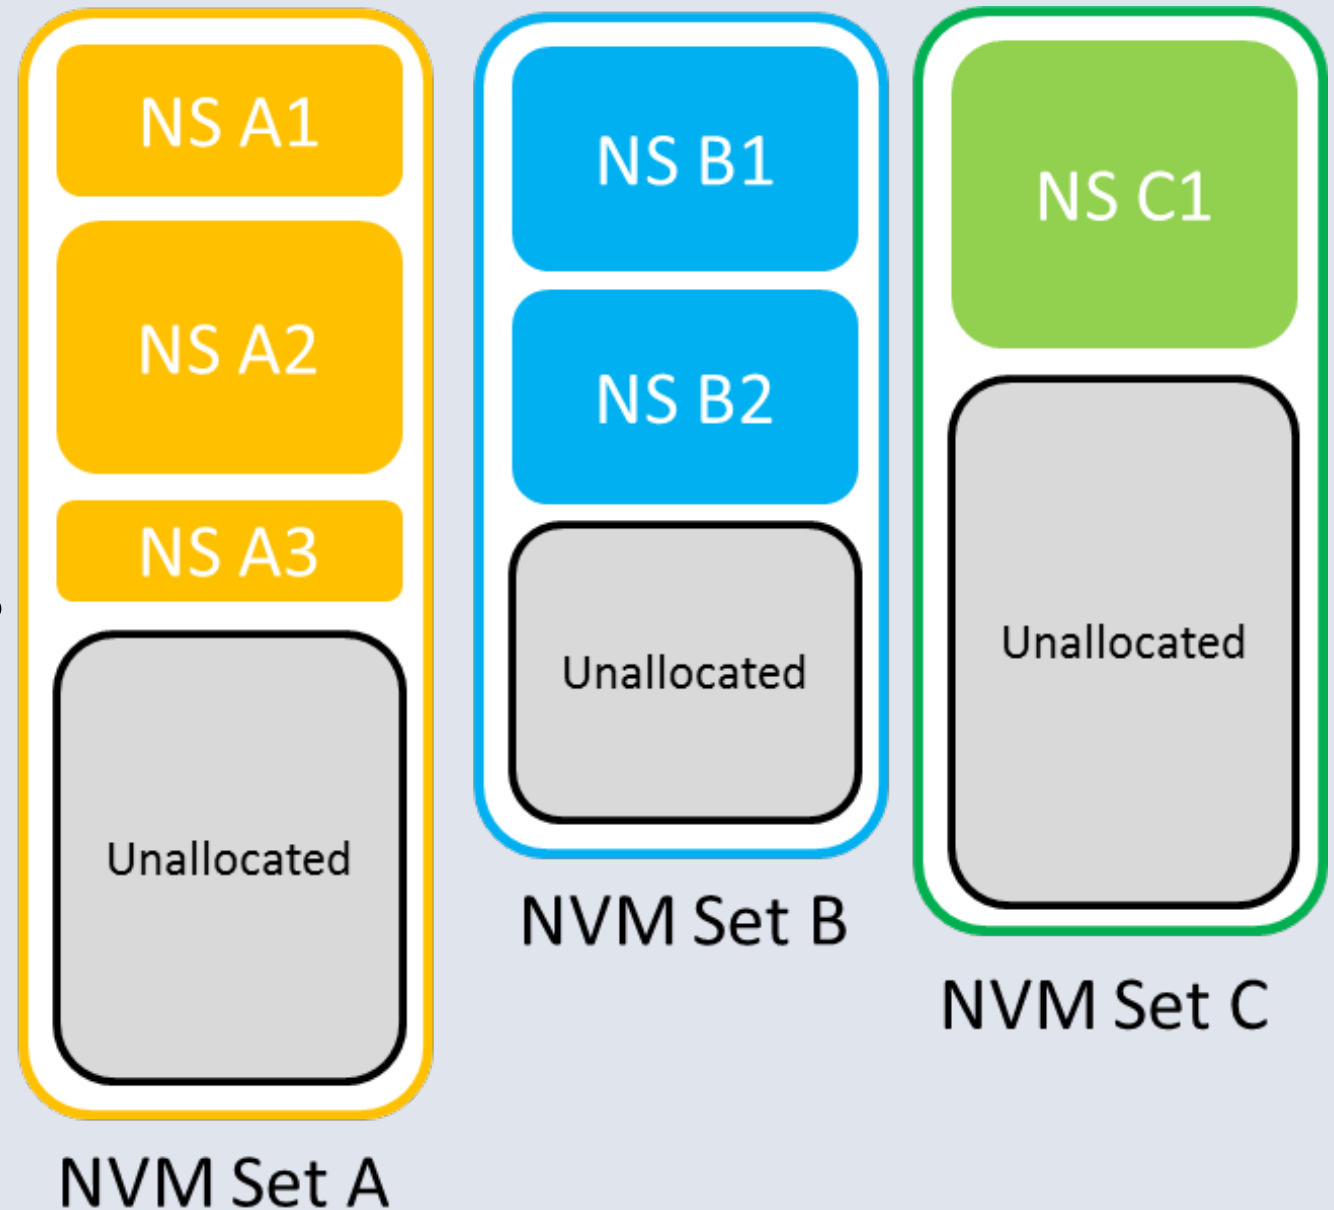 NS A1
NS A2
NS A3
Unallocated
NVM Set A
NS B1
NS B2
Unallocated
NVM Set B
NS C1
Unallocated
NVM Set C